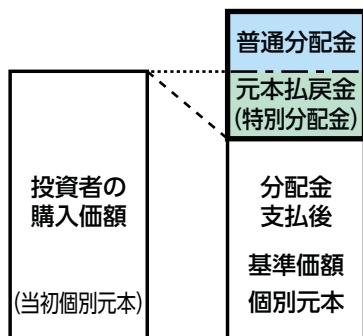 普通分配金
元本払戻金
(特別分配金)
投資者の
購入価額
(当初個別元本)
分配金
支払後
基準価額
個別元本